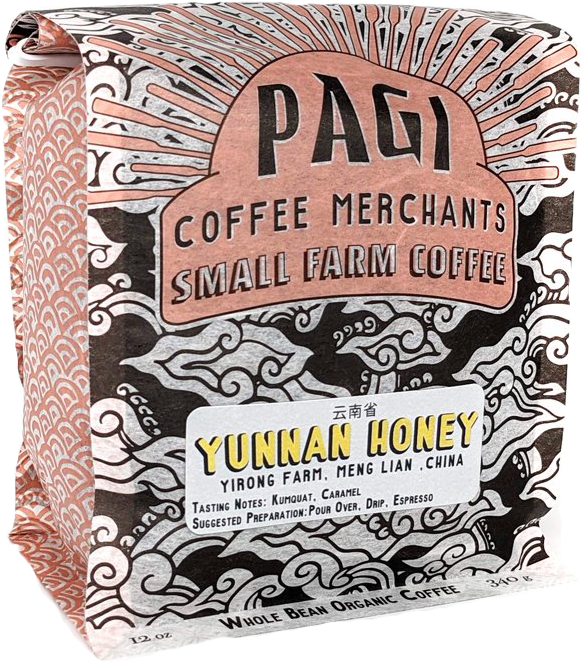 PAGI
COFFEE MERCHANTS
SMALL FARM COFFEE
云南省
YUNNAN HONEY
YIRONG FARM, MENG LIAN ,CHINA
TASTING NOTES: KUMQUAT, CARAMEL
SUGGESTED PREPARATION:POUR OVER, DRIP, ESPRESSO
12 oz WHOLE BEAN ORGANIC COFFEE 340 g